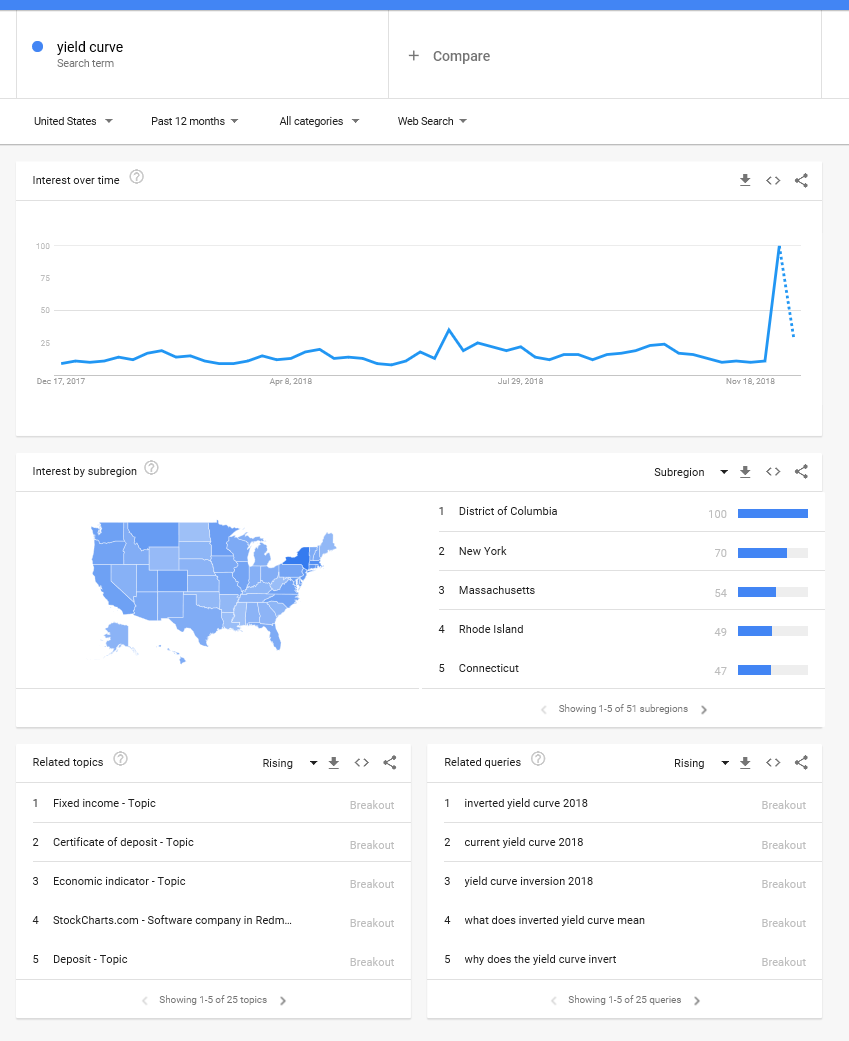 yield curve
Search term
+ Compare
United States
Past 12 months
All categories
Web Search
Interest over time
100
75
50
25
Dec 17, 2017
Apr 8, 2018
Jul 29, 2018
Nov 18, 2018
Interest by subregion
Subregion
1 District of Columbia 100
2 New York 70
3 Massachusetts 54
4 Rhode Island 49
5 Connecticut 47
Showing 1-5 of 51 subregions
Related topics
Rising
1 Fixed income - Topic Breakout
2 Certificate of deposit - Topic Breakout
3 Economic indicator - Topic Breakout
4 StockCharts.com - Software company in Redm... Breakout
5 Deposit - Topic Breakout
Showing 1-5 of 25 topics
Related queries
Rising
1 inverted yield curve 2018 Breakout
2 current yield curve 2018 Breakout
3 yield curve inversion 2018 Breakout
4 what does inverted yield curve mean Breakout
5 why does the yield curve invert Breakout
Showing 1-5 of 25 queries